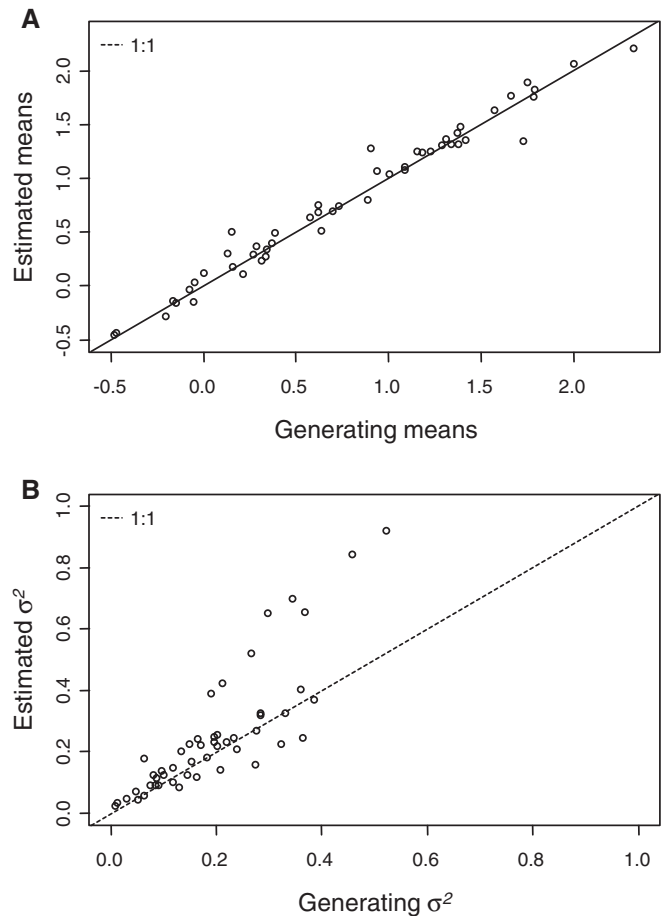 A
1:1
2.0
1.5
1.0
0.5
0.0
-0.5
Estimated means
-0.5 0.0 0.5 1.0 1.5 2.0
Generating means
B
1:1
1.0
0.8
0.6
0.4
0.2
0.0
Estimated σ²
0.0 0.2 0.4 0.6 0.8 1.0
Generating σ²